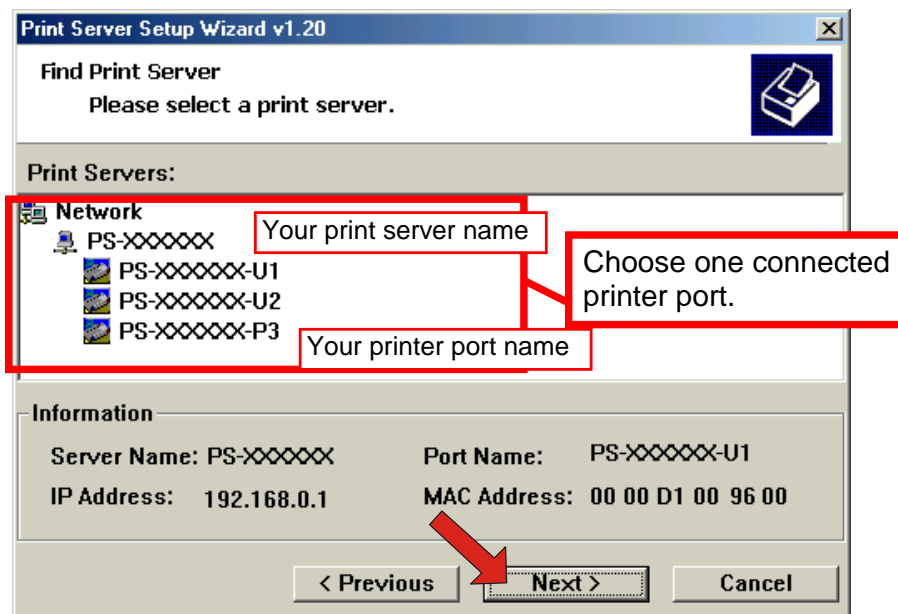 Print Server Setup Wizard v1.20
Find Print Server
Please select a print server.
Print Servers:
Network
PS-XXXXXX
Your print server name
PS-XXXXXX-U1
PS-XXXXXX-U2
PS-XXXXXX-P3
Your printer port name
Choose one connected
printer port.
Information
Server Name: PS-XXXXXX
Port Name: PS-XXXXXX-U1
IP Address: 192.168.0.1
MAC Address: 00 00 D1 00 96 00
< Previous
Next >
Cancel